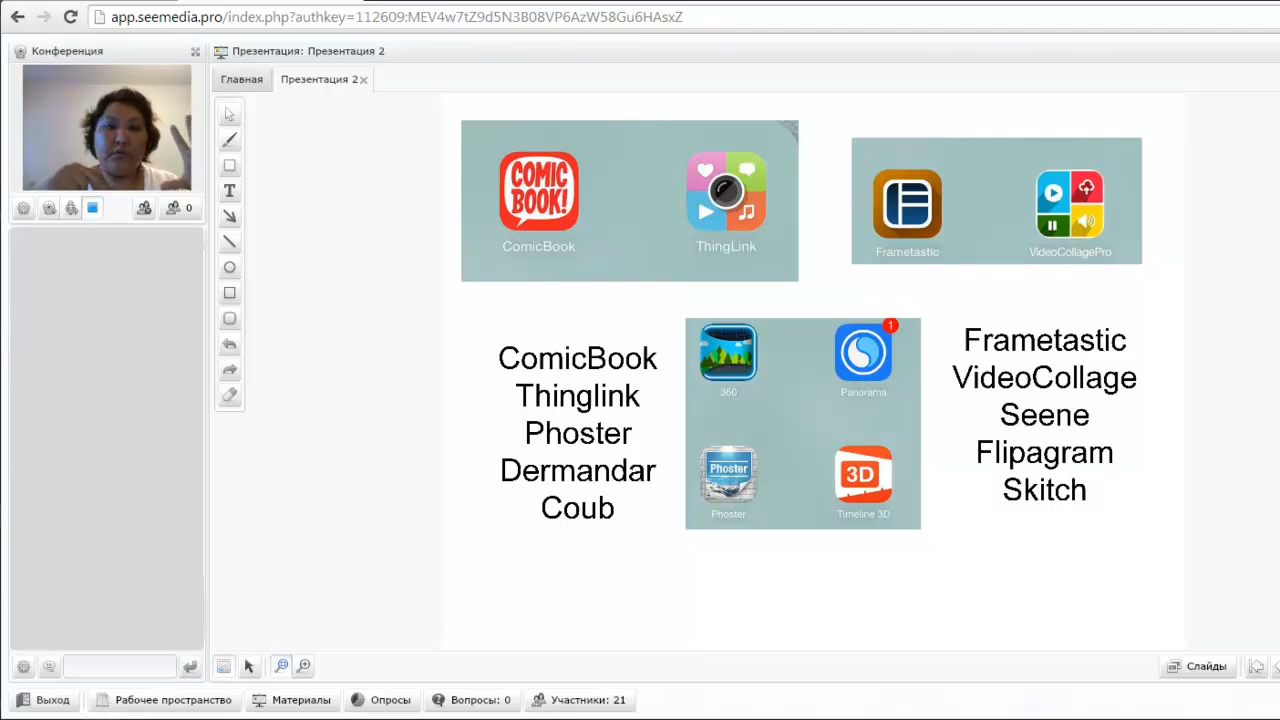 app.seemedia.pro/index.php?authkey=112609:MEV4w7tZ9d5N3B08VP6AzW58Gu6HAsxZ
Конференция
Презентация: Презентация 2
Главная
Презентация 2
T
COMIC
BOOK!
ComicBook
ThingLink
Frametastic
VideoCollagePro
0
1
360
Panorama
Phoster
3D
Phoster
Timeline 3D
ComicBook
Thinglink
Phoster
Dermandar
Coub
Frametastic
VideoCollage
Seene
Flipagram
Skitch
Слайды
Выход
Рабочее пространство
Материалы
Опросы
Вопросы: 0
Участники: 21